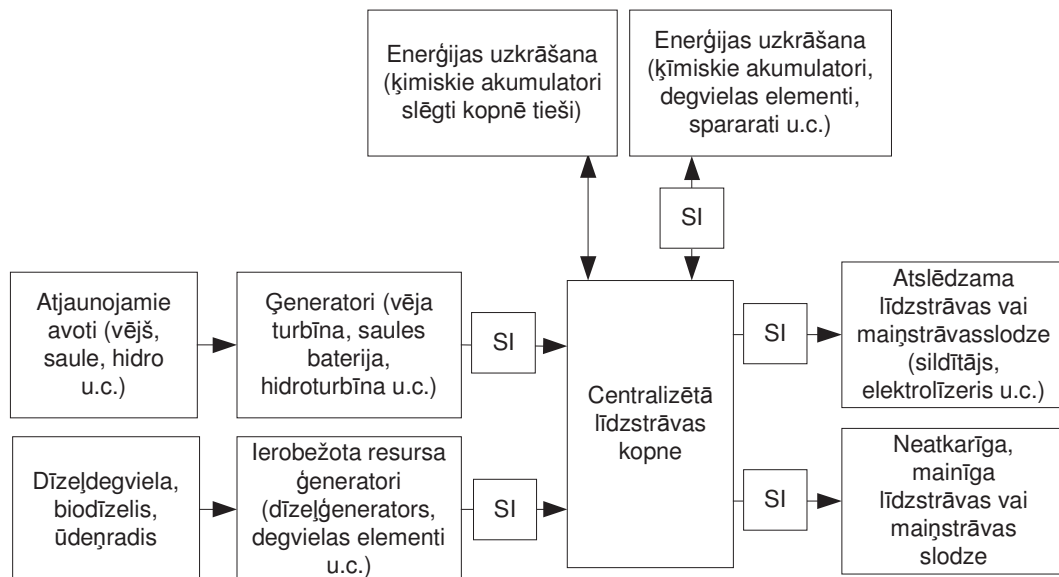 Enerģijas uzkrāšana
(ķimiskie akumulatori
slēgti kopnē tieši)
Enerģijas uzkrāšana
(ķīmiskie akumulatori,
degvielas elementi,
spararati u.c.)
SI
Atjaunojamie
avoti (vējš,
saule, hidro
u.c.)
Ģeneratori (vēja
turbīna, saules
baterija,
hidroturbīna u.c.)
SI
Centralizētā
līdzstrāvas
kopne
SI
Atslēdzama
līdzstrāvas vai
maiņstrāvasslodze
(sildītājs,
elektrolīzeris u.c.)
Dīzeļdegviela,
biodīzelis,
ūdeņradis
Ierobežota resursa
ģeneratori
(dīzeļģenerators,
degvielas elementi
u.c.)
SI
SI
Neatkarīga,
mainīga
līdzstrāvas vai
maiņstrāvas
slodze